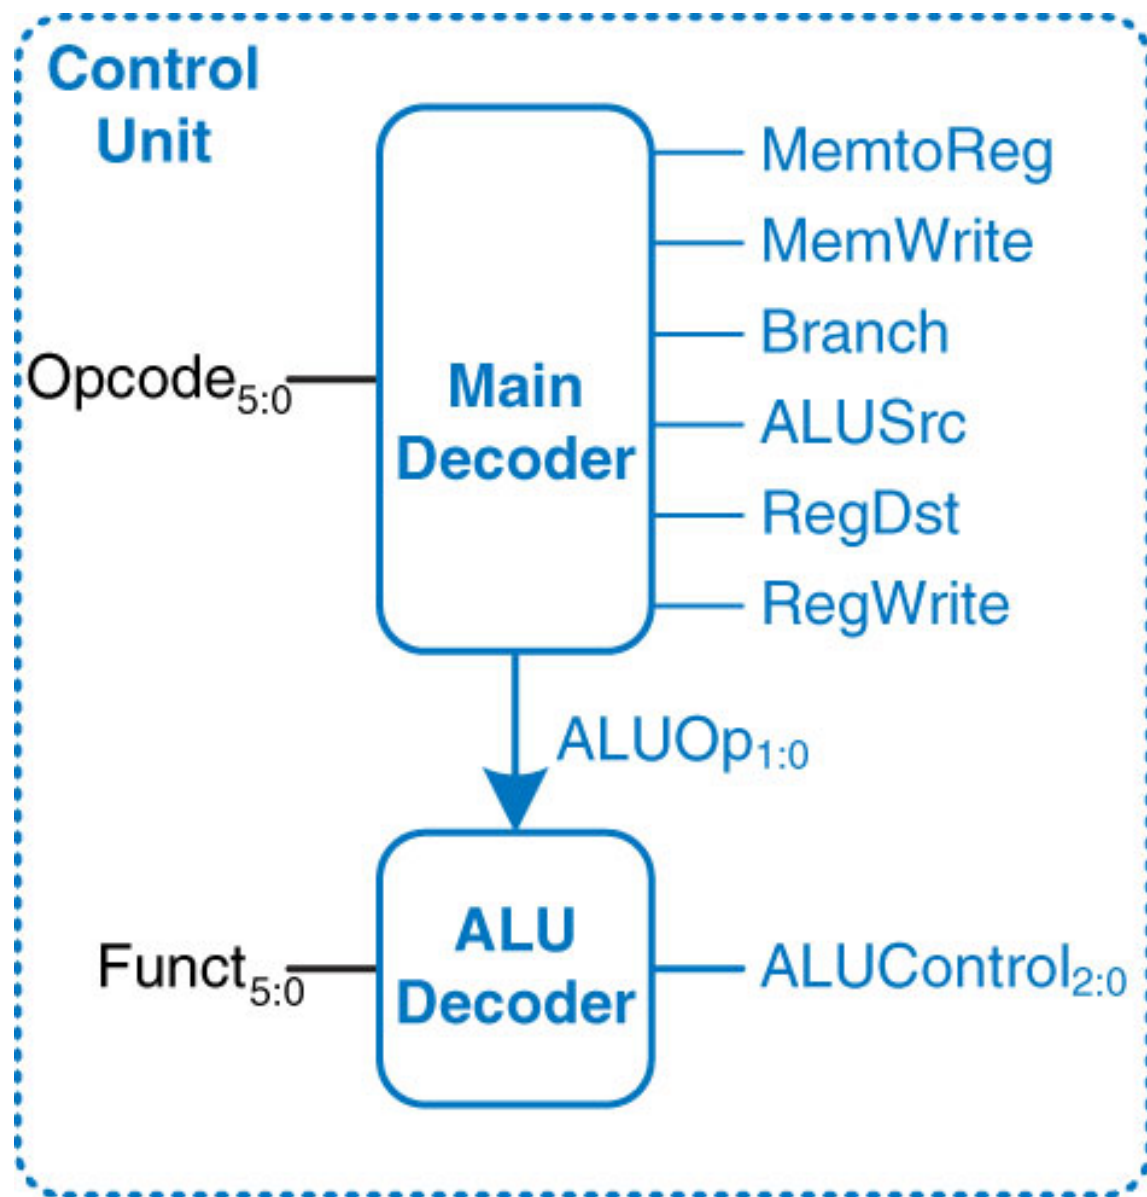 Control
Unit
MemtoReg
MemWrite
Branch
Opcode5:0
Main
Decoder
ALUSrc
RegDst
RegWrite
ALUOp1:0
ALU
Decoder
Funct5:0
ALUControl2:0